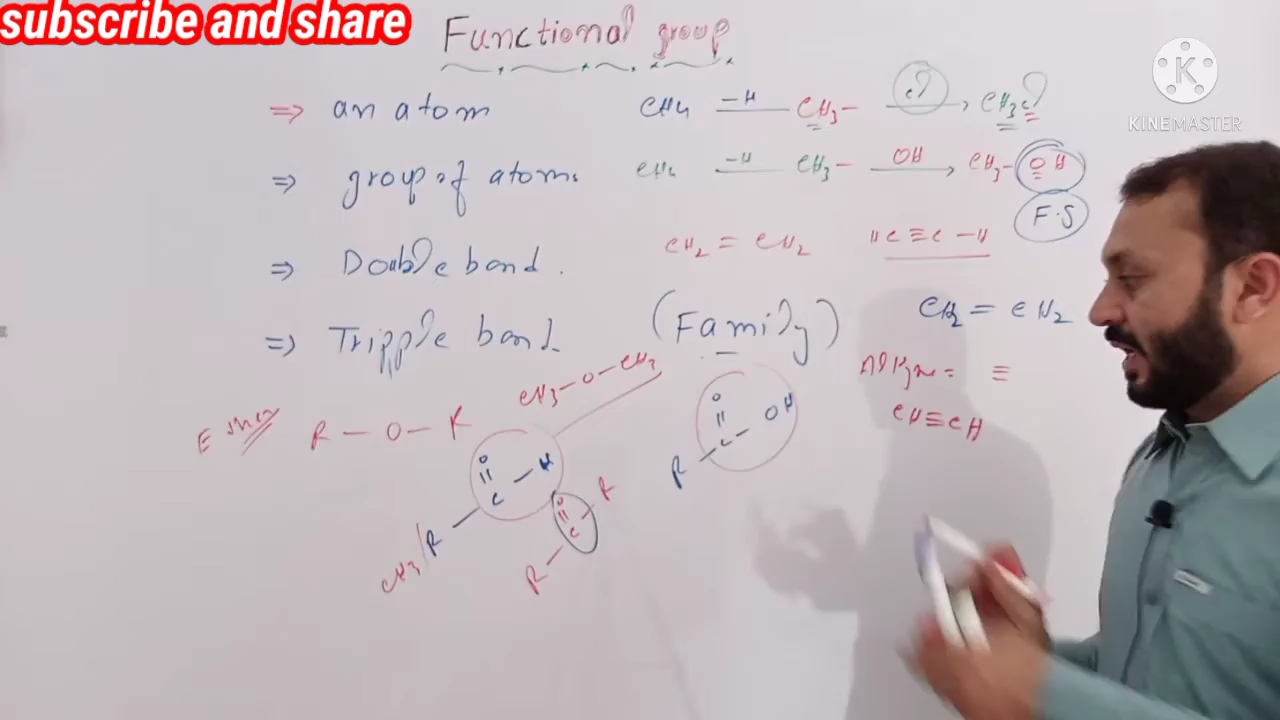 subscribe and share
Functional group
KINEMASTER
⇒ an atom
CH4 —H CH3— Cl CH3Cl
⇒ group of atoms
CH4 —H CH3— OH CH3-OH
F.G
⇒ Double bond.
CH2 = CH2
HC ≡ C - H
⇒ Tripple bond.
(Family)
CH2 = CH2
Alkyne = ≡
CH≡CH
CH3-O-CH3
R - O - R
O
||
R - C - OH
O
||
R - C - H
CH3/
O
||
R - C - R